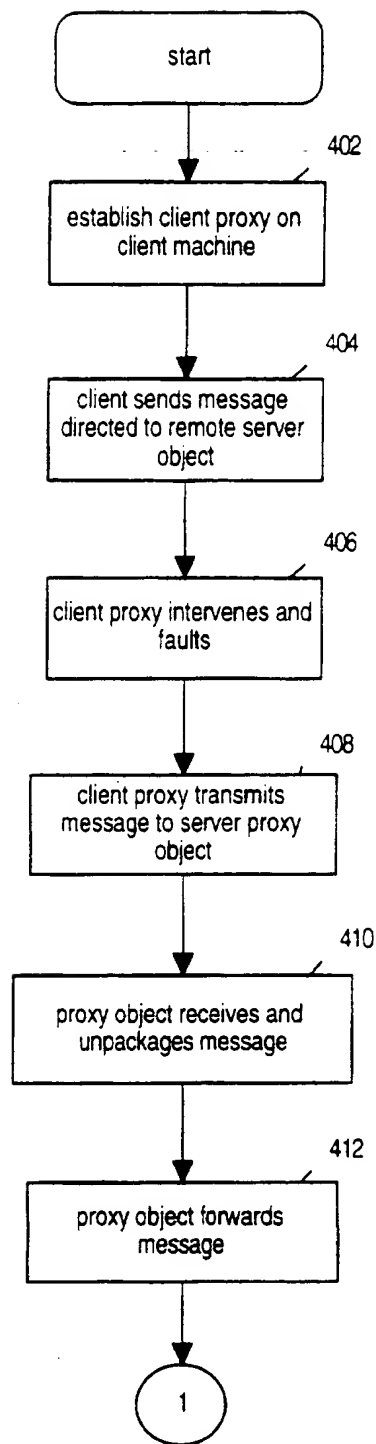 start
402
establish client proxy on
client machine
404
client sends message
directed to remote server
object
406
client proxy intervenes and
faults
408
client proxy transmits
message to server proxy
object
410
proxy object receives and
unpackages message
412
proxy object forwards
message
1